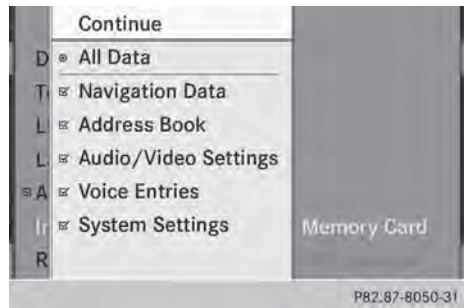 Continue
D
All Data
T
Navigation Data
L
Address Book
L
Audio/Video Settings
A
Voice Entries
System Settings
Memory Card
R
P82.87-8050-31